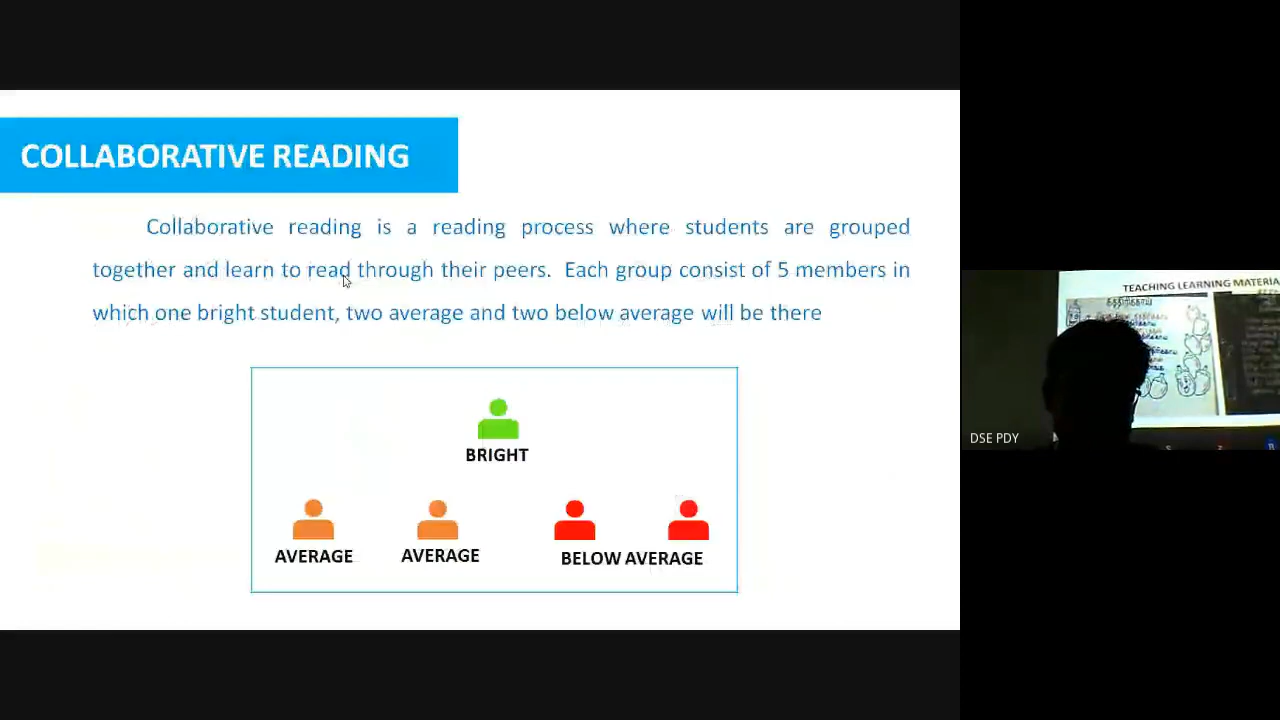 COLLABORATIVE READING
Collaborative reading is a reading process where students are grouped
together and learn to read through their peers. Each group consist of 5 members in
which one bright student, two average and two below average will be there
BRIGHT
AVERAGE
AVERAGE
BELOW AVERAGE
TEACHING LEARNING MATERIA
DSE PDY